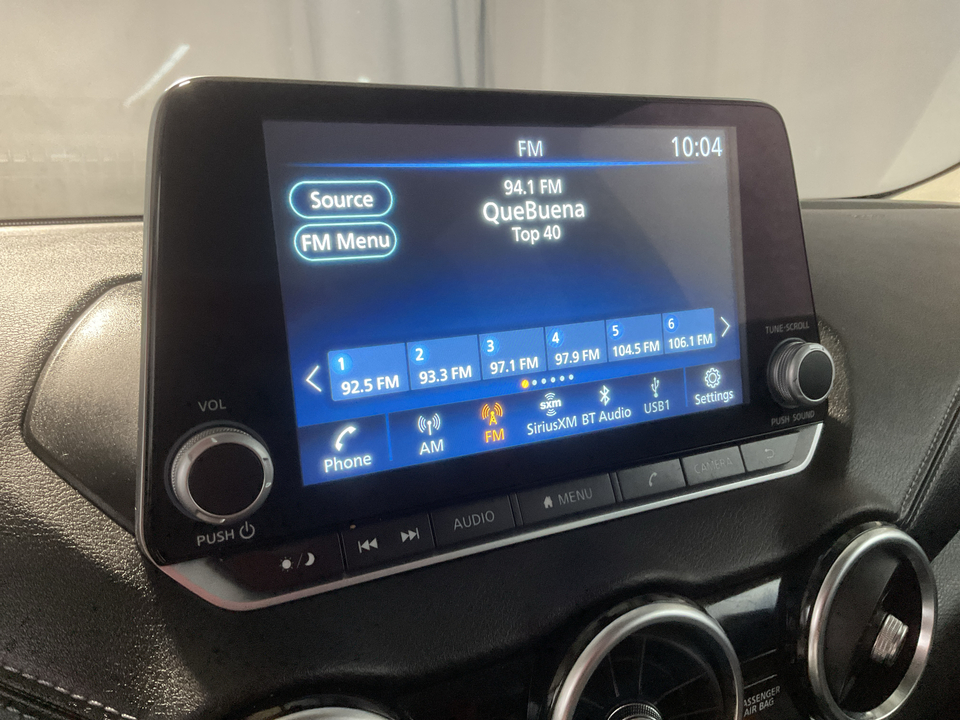 FM
10:04
Source
94.1 FM
QueBuena
FM Menu
Top 40
1
92.5 FM
2
93.3 FM
3
97.1 FM
4
97.9 FM
5
104.5 FM
6
106.1 FM
Phone
AM
FM
sxm
SiriusXM
BT Audio
USB1
Settings
TUNE·SCROLL
PUSH SOUND
VOL
PUSH
AUDIO
MENU
CAMERA
AIR BAG